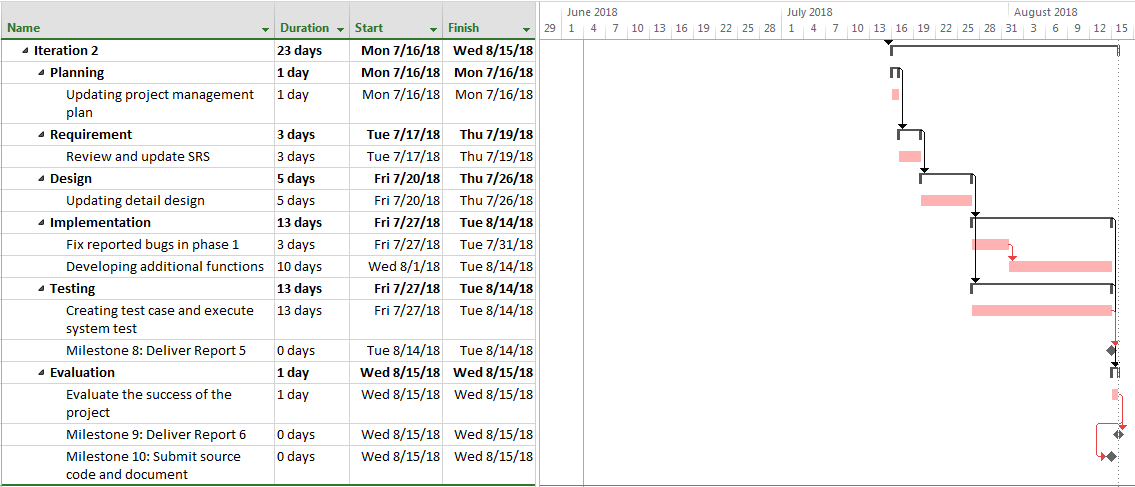 Name Duration Start Finish
June 2018 July 2018 August 2018
29 1 4 7 10 13 16 19 22 25 28 1 4 7 10 13 16 19 22 25 28 31 3 6 9 12 15
Iteration 2 23 days Mon 7/16/18 Wed 8/15/18
Planning 1 day Mon 7/16/18 Mon 7/16/18
Updating project management 1 day Mon 7/16/18 Mon 7/16/18
plan
Requirement 3 days Tue 7/17/18 Thu 7/19/18
Review and update SRS 3 days Tue 7/17/18 Thu 7/19/18
Design 5 days Fri 7/20/18 Thu 7/26/18
Updating detail design 5 days Fri 7/20/18 Thu 7/26/18
Implementation 13 days Fri 7/27/18 Tue 8/14/18
Fix reported bugs in phase 1 3 days Fri 7/27/18 Tue 7/31/18
Developing additional functions 10 days Wed 8/1/18 Tue 8/14/18
Testing 13 days Fri 7/27/18 Tue 8/14/18
Creating test case and execute 13 days Fri 7/27/18 Tue 8/14/18
system test
Milestone 8: Deliver Report 5 0 days Tue 8/14/18 Tue 8/14/18
Evaluation 1 day Wed 8/15/18 Wed 8/15/18
Evaluate the success of the 1 day Wed 8/15/18 Wed 8/15/18
project
Milestone 9: Deliver Report 6 0 days Wed 8/15/18 Wed 8/15/18
Milestone 10: Submit source 0 days Wed 8/15/18 Wed 8/15/18
code and document